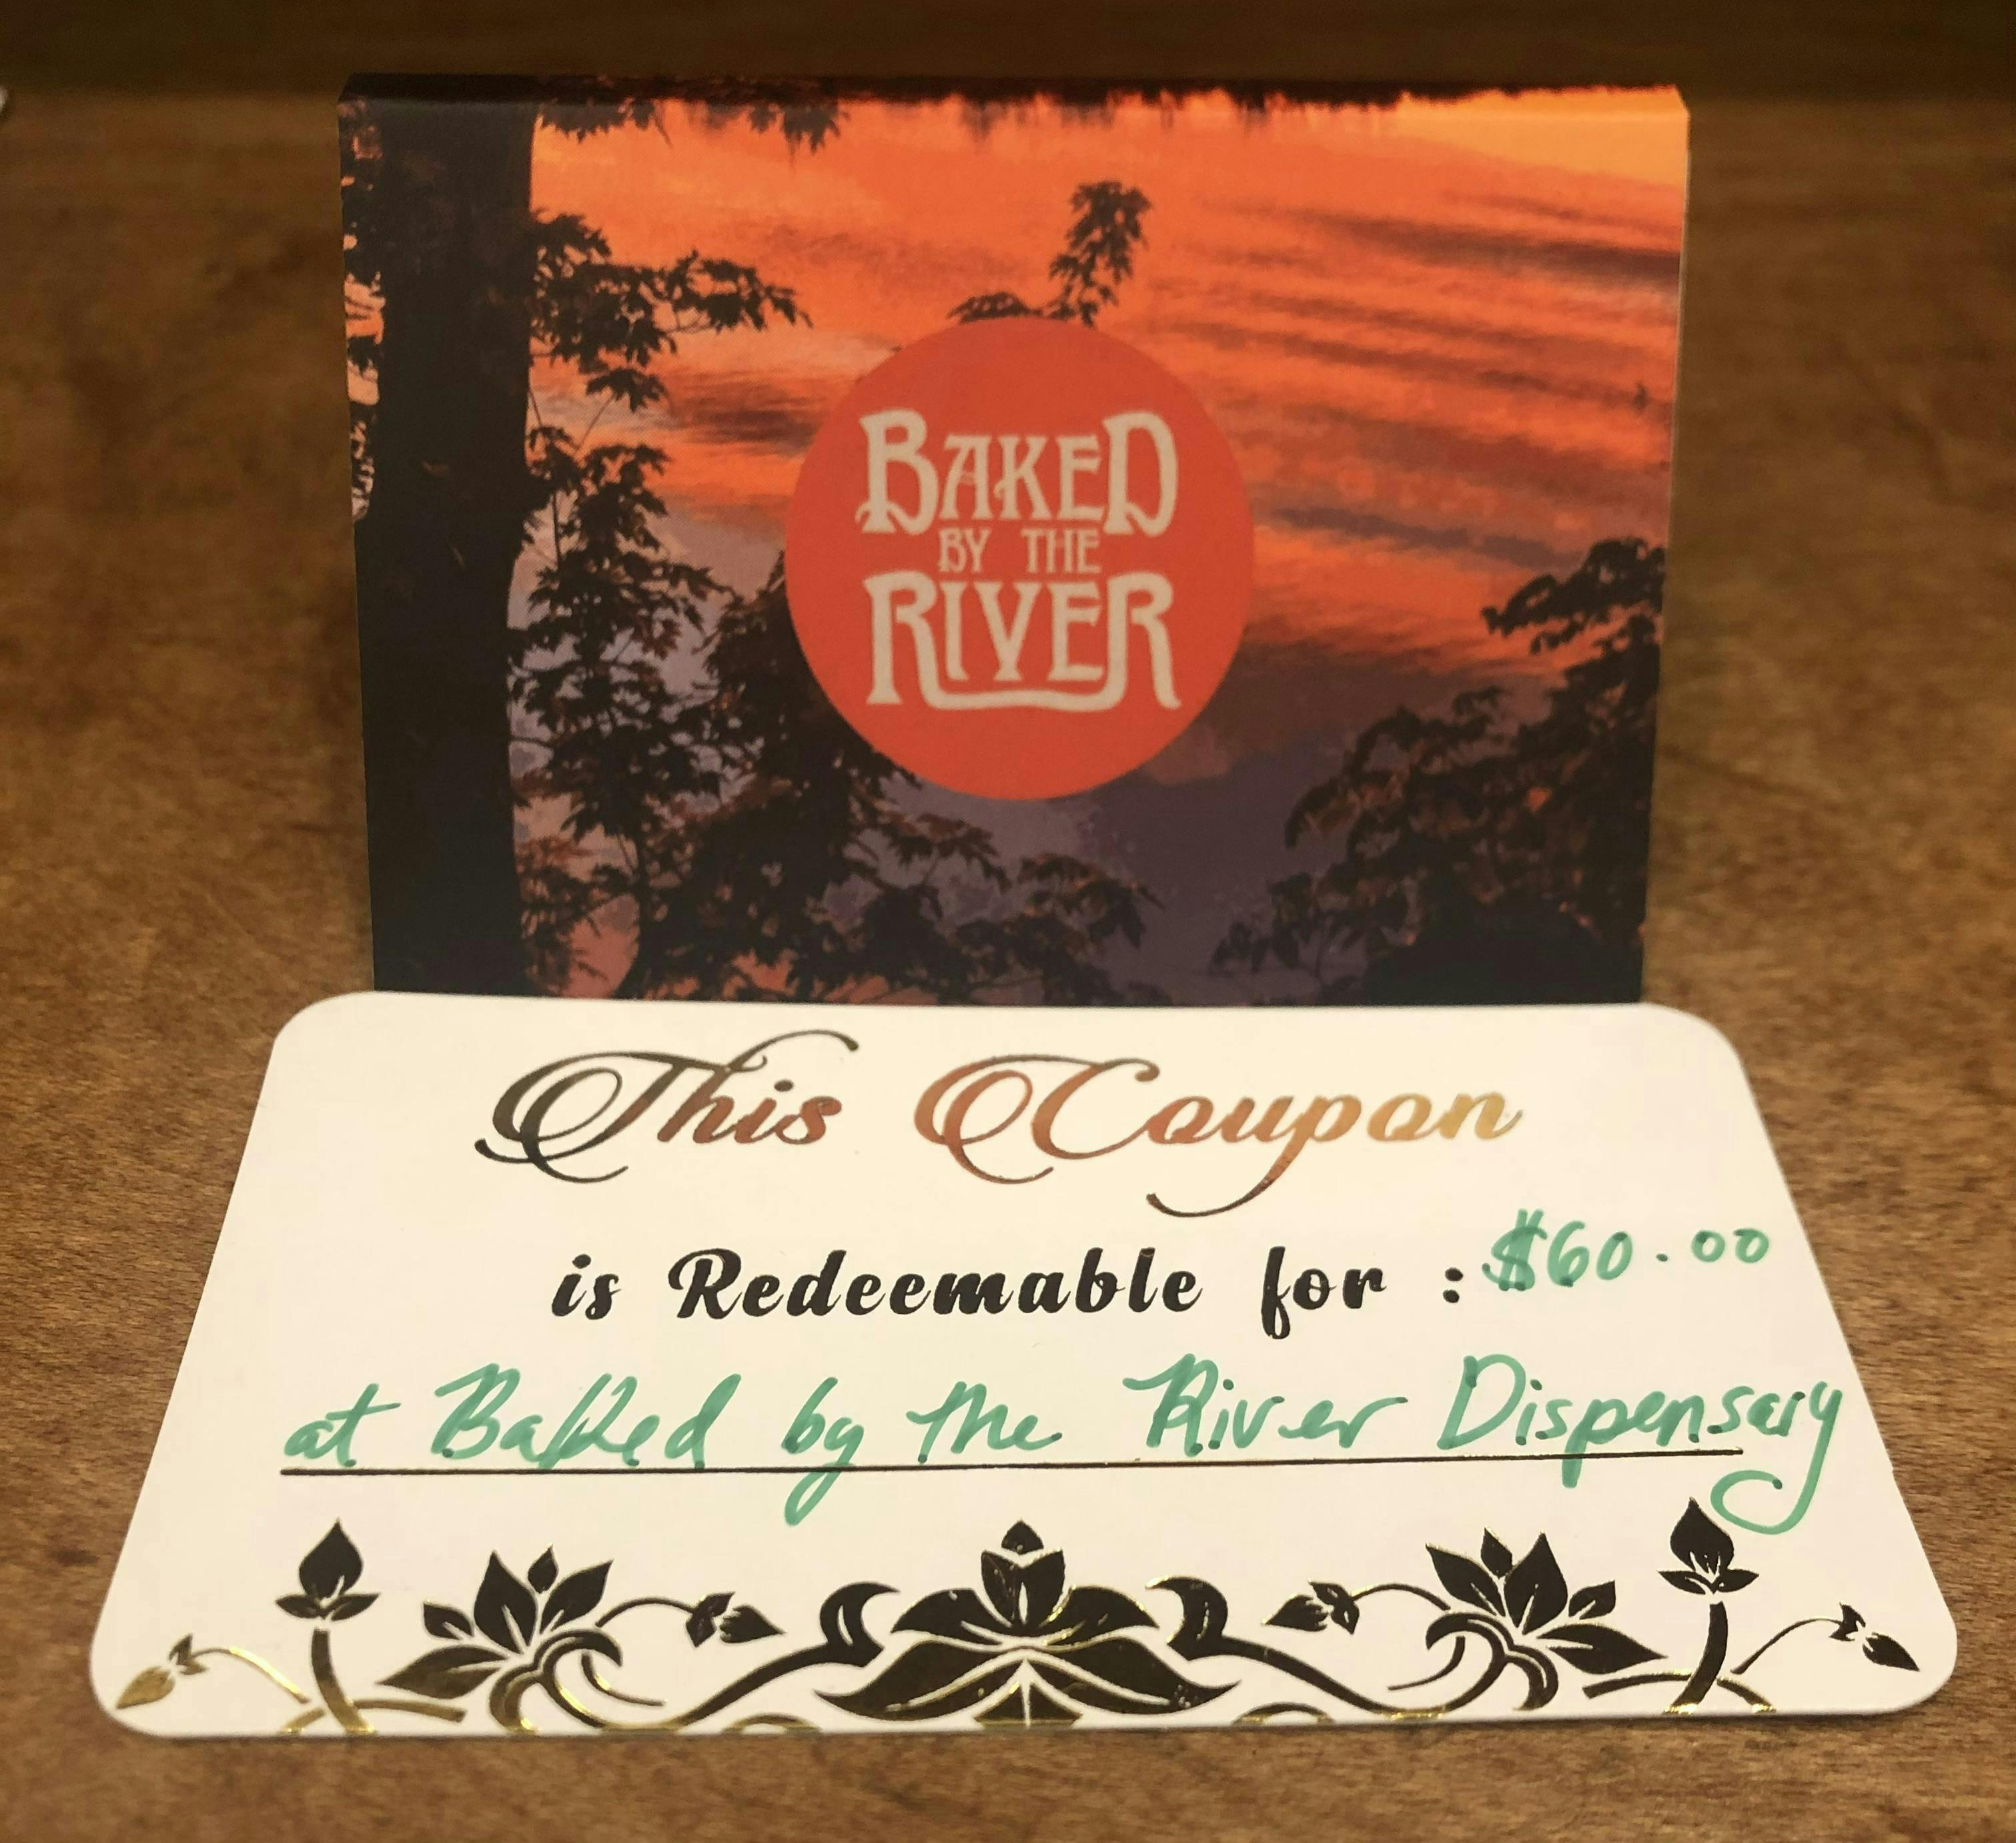 BAKED
BY THE
RIVER
This Coupon
is Redeemable for : $60.00
at Baked by the River Dispensary